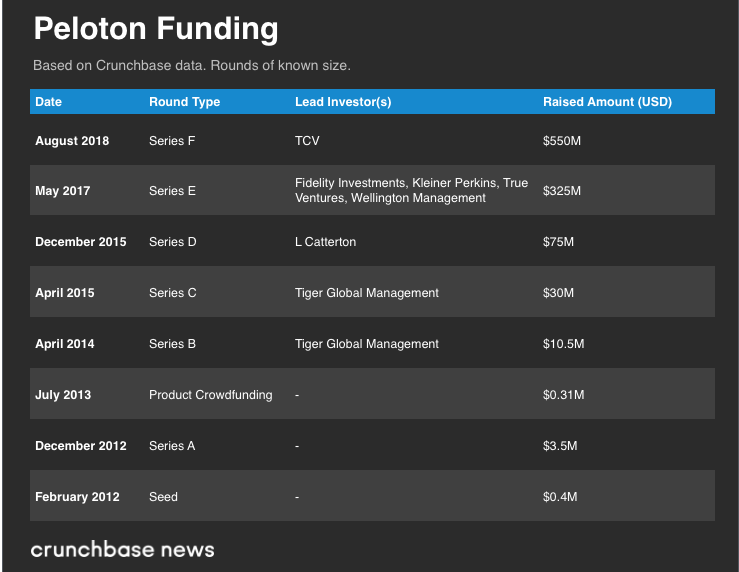 Peloton Funding
Based on Crunchbase data. Rounds of known size.
Date Round Type Lead Investor(s) Raised Amount (USD)
August 2018 Series F TCV $550M
May 2017 Series E Fidelity Investments, Kleiner Perkins, True
Ventures, Wellington Management $325M
December 2015 Series D L Catterton $75M
April 2015 Series C Tiger Global Management $30M
April 2014 Series B Tiger Global Management $10.5M
July 2013 Product Crowdfunding - $0.31M
December 2012 Series A - $3.5M
February 2012 Seed - $0.4M
crunchbase news